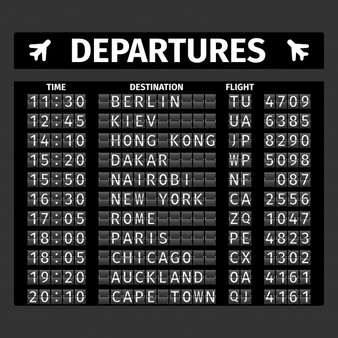 DEPARTURES
TIME DESTINATION FLIGHT
11:30 BERLIN TU 4709
12:45 KIEV UA 6385
14:10 HONG KONG JP 8290
15:20 DAKAR WP 5098
15:50 NAIROBI NF 087
16:30 NEW YORK CA 2556
17:05 ROME ZQ 1047
18:00 PARIS PE 4823
18:05 CHICAGO CX 1302
19:20 AUCKLAND OA 4161
20:10 CAPE TOWN QJ 4161